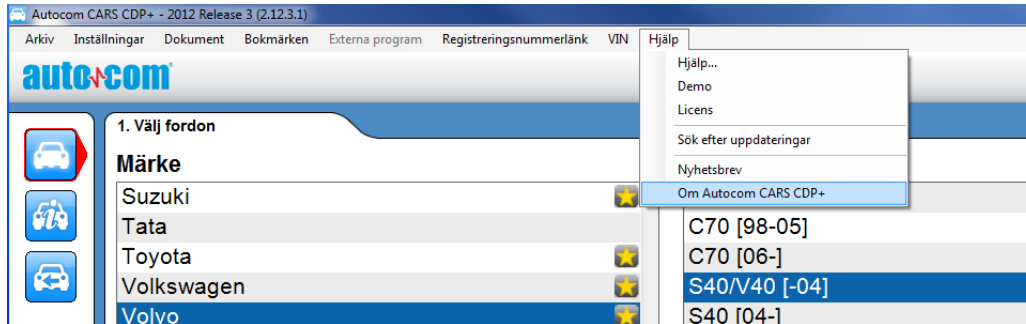 Autocom CARS CDP+ - 2012 Release 3 (2.12.3.1)
Arkiv Inställningar Dokument Bokmärken Externa program Registreringsnummerlänk VIN Hjälp
auto com
Hjälp...
Demo
Licens
Sök efter uppdateringar
Nyhetsbrev
Om Autocom CARS CDP+
1. Välj fordon
Märke
Suzuki
Tata
Toyota
Volkswagen
Volvo
C70 [98-05]
C70 [06-]
S40/V40 [-04]
S40 [04-]